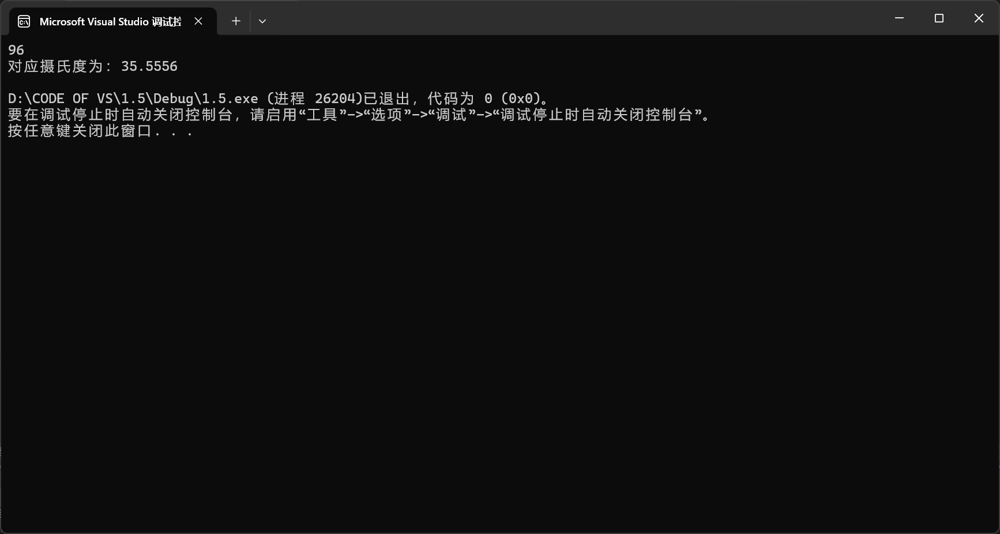 Microsoft Visual Studio 调试控
96
对应摄氏度为：35.5556
D:\CODE OF VS\1.5\Debug\1.5.exe (进程 26204)已退出，代码为 0 (0x0)。
要在调试停止时自动关闭控制台，请启用“工具”->“选项”->“调试”->“调试停止时自动关闭控制台”。
按任意键关闭此窗口. . .